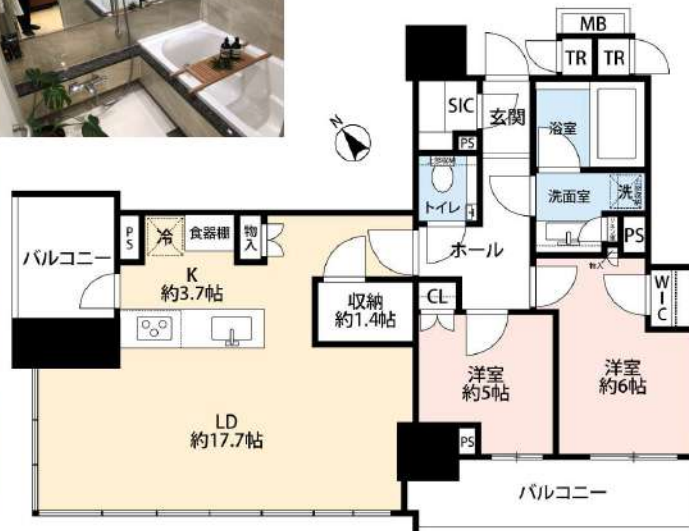 MB
TR
TR
SIC
玄関
PS
浴室
N
トイレ
洗面室
洗
PS
バルコニー
PS
冷
食器棚
物入
ホール
K
約3.7帖
収納
約1.4帖
CL
物入
WIC
洋室
約5帖
洋室
約6帖
LD
約17.7帖
PS
バルコニー